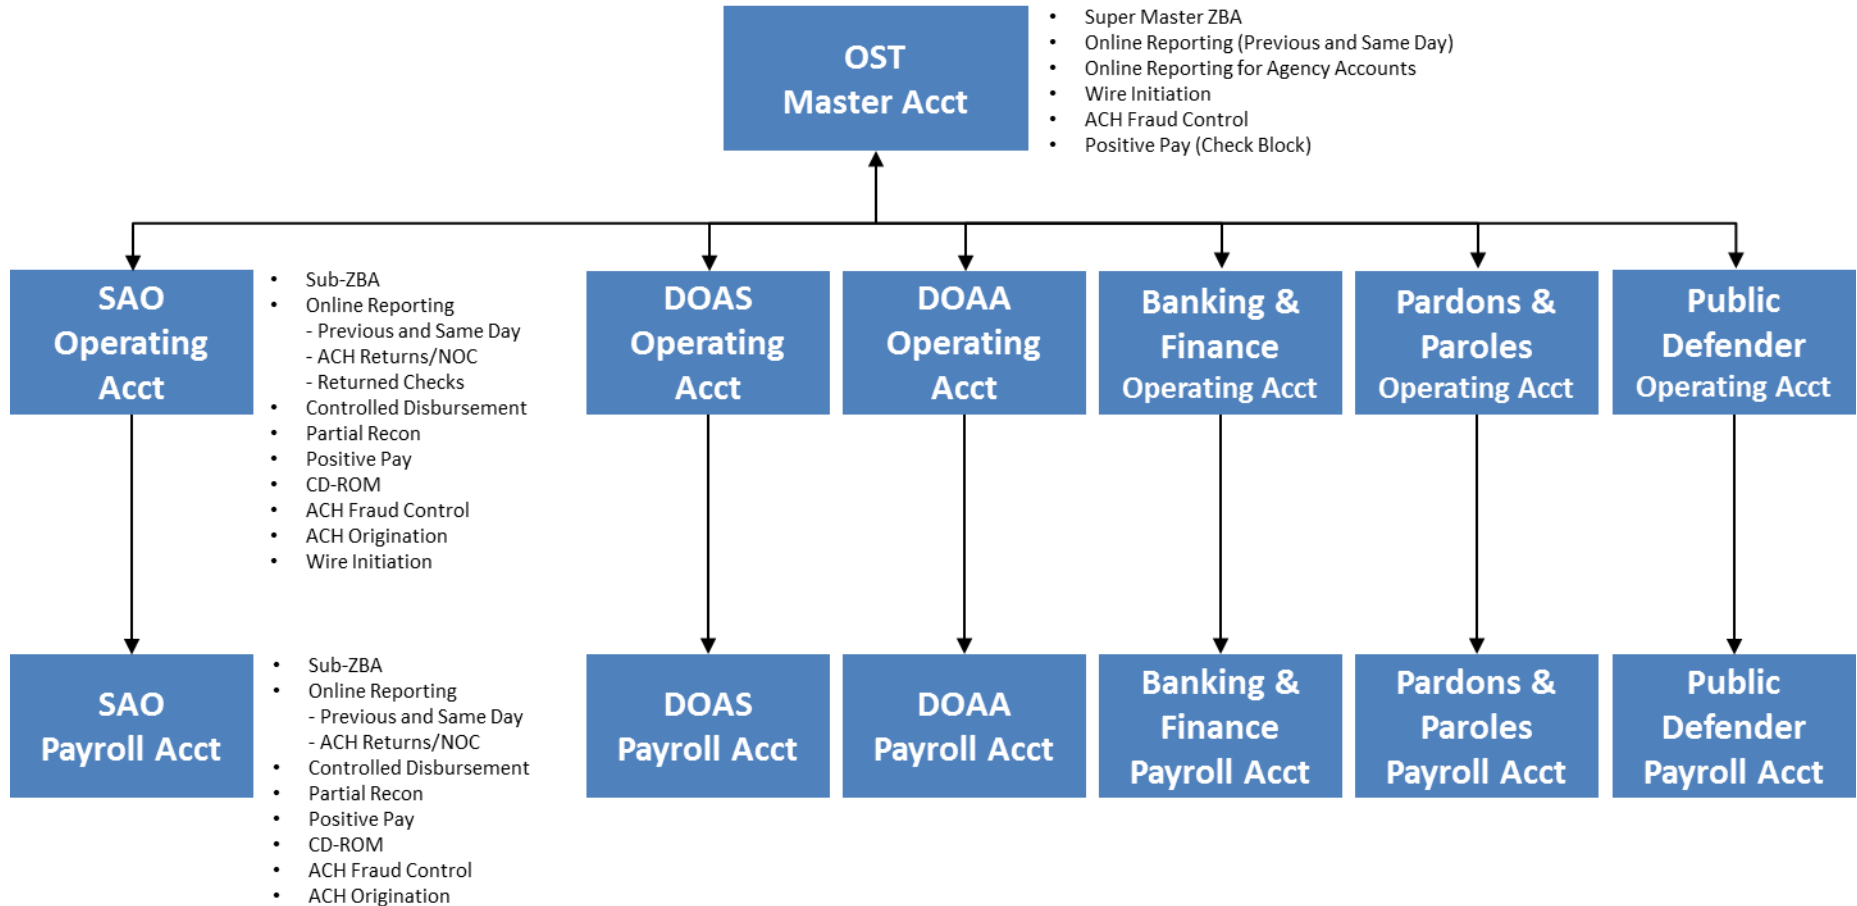 OST
Master Acct
• Super Master ZBA
• Online Reporting (Previous and Same Day)
• Online Reporting for Agency Accounts
• Wire Initiation
• ACH Fraud Control
• Positive Pay (Check Block)
SAO
Operating
Acct
• Sub-ZBA
• Online Reporting
- Previous and Same Day
- ACH Returns/NOC
- Returned Checks
• Controlled Disbursement
• Partial Recon
• Positive Pay
• CD-ROM
• ACH Fraud Control
• ACH Origination
• Wire Initiation
DOAS
Operating
Acct
DOAA
Operating
Acct
Banking &
Finance
Operating Acct
Pardons &
Paroles
Operating Acct
Public
Defender
Operating Acct
SAO
Payroll Acct
• Sub-ZBA
• Online Reporting
- Previous and Same Day
- ACH Returns/NOC
• Controlled Disbursement
• Partial Recon
• Positive Pay
• CD-ROM
• ACH Fraud Control
• ACH Origination
DOAS
Payroll Acct
DOAA
Payroll Acct
Banking &
Finance
Payroll Acct
Pardons &
Paroles
Payroll Acct
Public
Defender
Payroll Acct